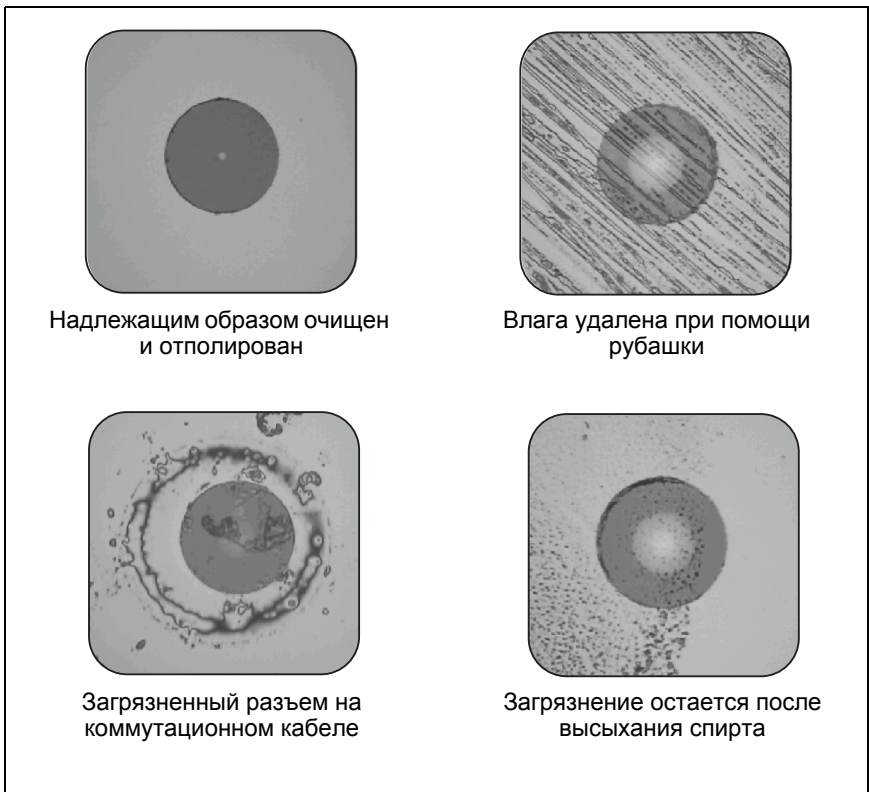 Надлежащим образом очищен
и отполирован
Влага удалена при помощи
рубашки
Загрязненный разъем на
коммутационном кабеле
Загрязнение остается после
высыхания спирта